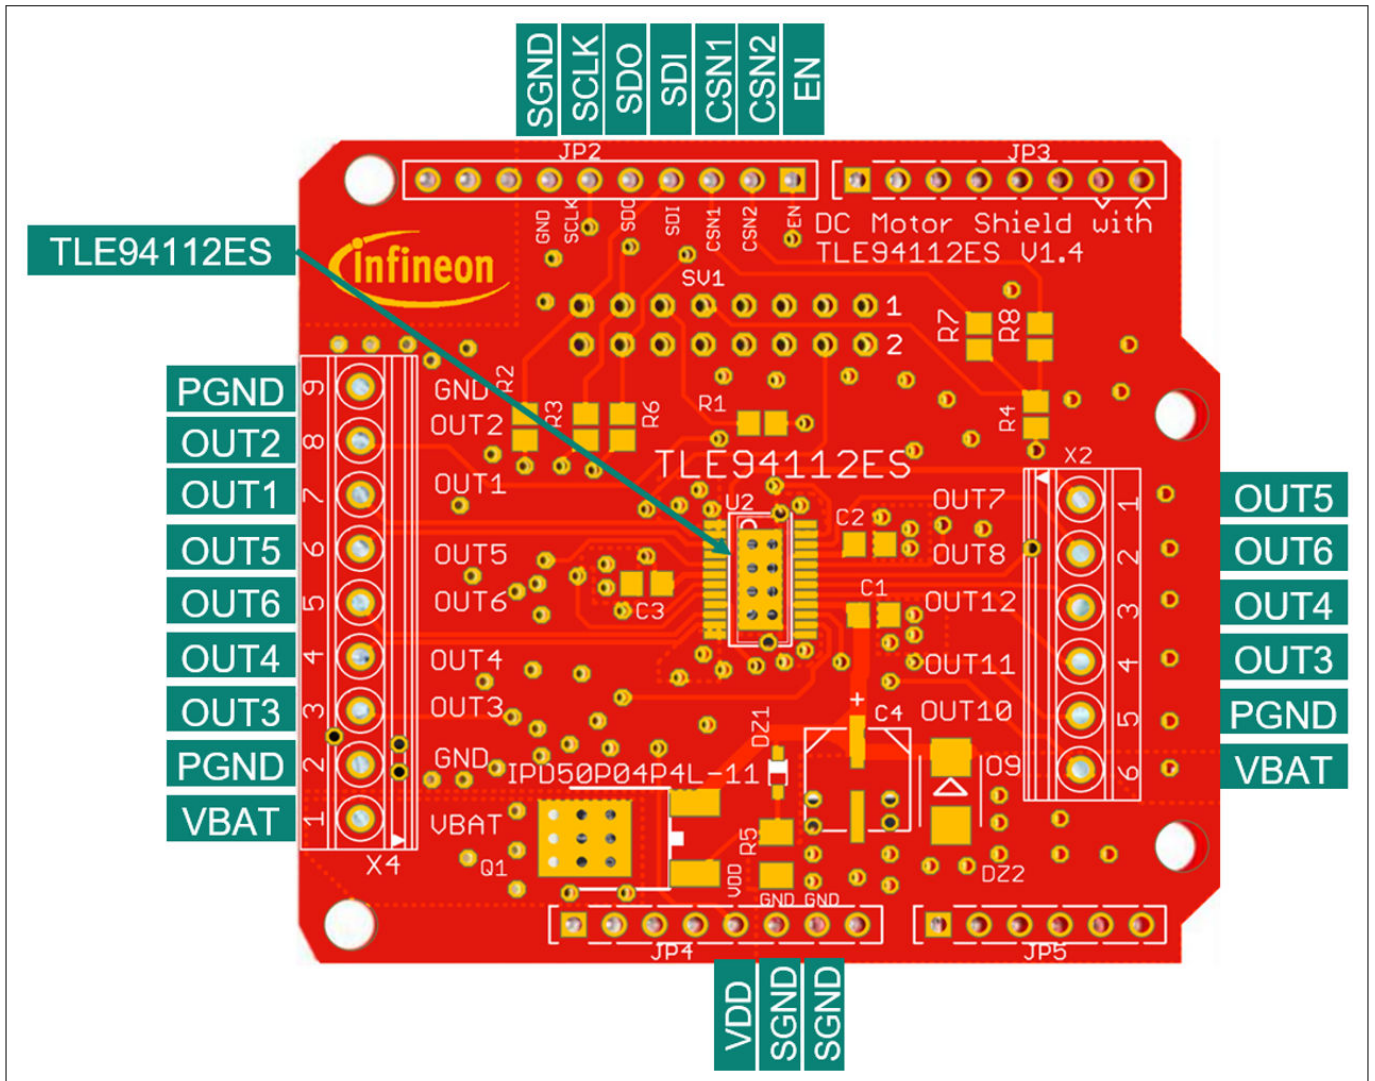 SGND
SCLK
SDO
SDI
CSN1
CSN2
EN
JP2
JP3
GND
SCLK
SDO
SDI
CSN1
CSN2
EN
DC Motor Shield with
TLE94112ES V1.4
TLE94112ES
infineon
SV1
1
2
R7
R8
R2
R3
R6
R1
R4
PGND
OUT2
OUT1
OUT5
OUT6
OUT4
OUT3
PGND
VBAT
9
8
7
6
5
4
3
2
1
X4
GND
OUT2
OUT1
OUT5
OUT6
OUT4
OUT3
GND
VBAT
TLE94112ES
U2
C2
C3
C1
C4
+
DZ1
IPD50P04P4L-11
Q1
R5
VDD
GND GND
DZ2
X2
OUT7
OUT8
OUT12
OUT11
OUT10
O9
1
2
3
4
5
6
OUT5
OUT6
OUT4
OUT3
PGND
VBAT
JP4
JP5
VDD
SGND
SGND